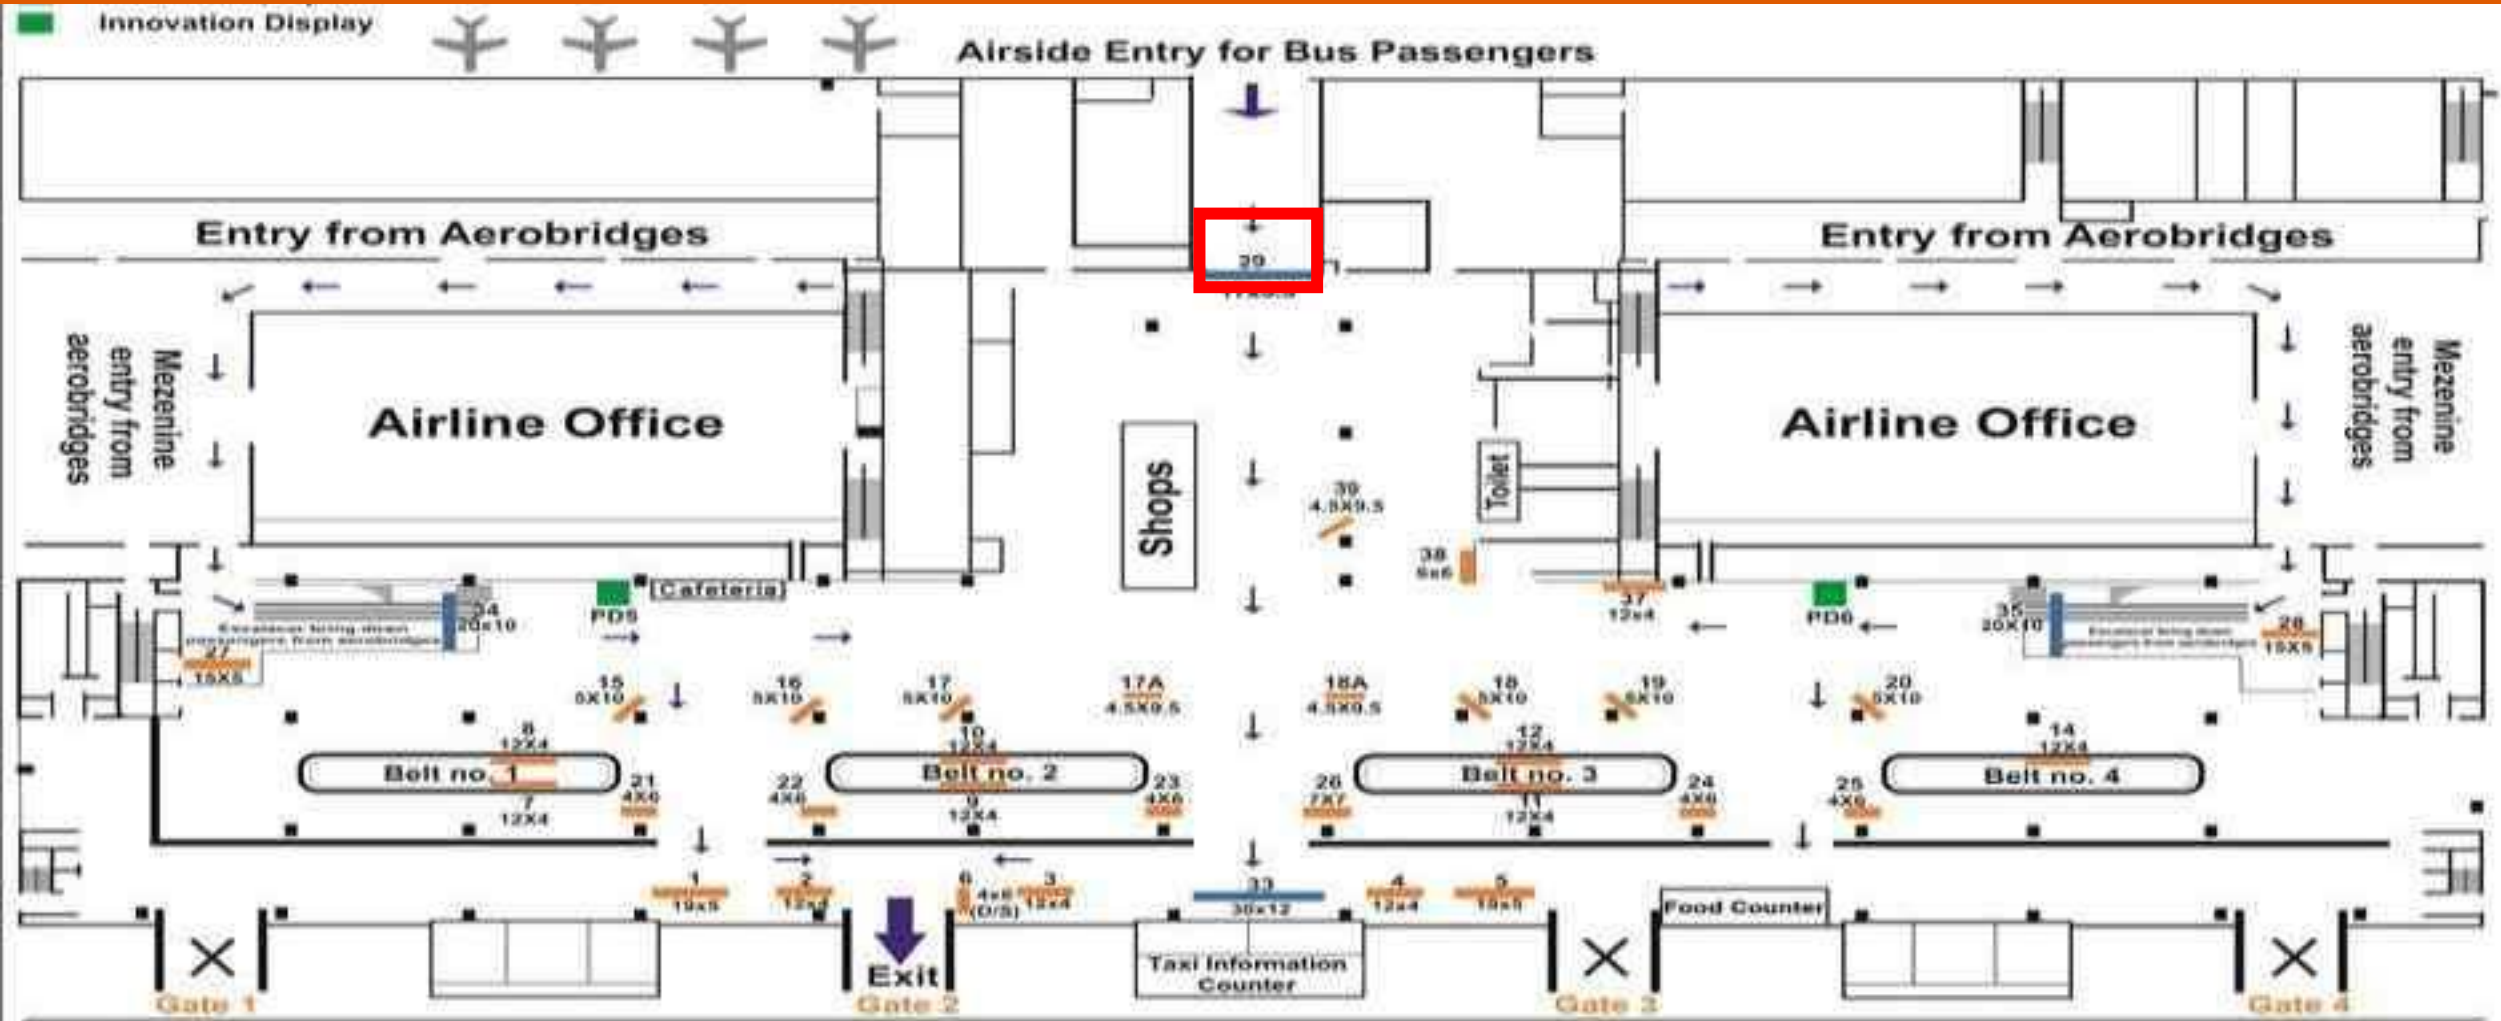 Innovation Display
Airside Entry for Bus Passengers
Entry from Aerobridges
Entry from Aerobridges
29
Mezenine
entry from
aerobridges
Airline Office
Shops
Toilet
Airline Office
Mezenine
entry from
aerobridges
39
4.5X9.5
38
6x6
37
12x4
Cafeteria
PD5
PD6
34
20x10
35
20X10
passengers from aerobridges
27
15X5
28
15X5
15
5X10
16
5X10
17
5X10
17A
4.5X9.5
18A
4.5X9.5
18
5X10
19
5X10
20
5X10
8
12X4
10
12X4
12
12X4
14
12X4
Belt no. 1
Belt no. 2
Belt no. 3
Belt no. 4
7
12X4
21
4X6
22
4X6
9
12X4
23
4X6
26
7X7
11
12X4
24
4X6
25
4X6
1
2
12x4
6
4x6
(D/S)
3
12x4
33
30x12
4
12x4
5
Food Counter
Exit
Taxi Information
Counter
Gate 1
Gate 2
Gate 3
Gate 4